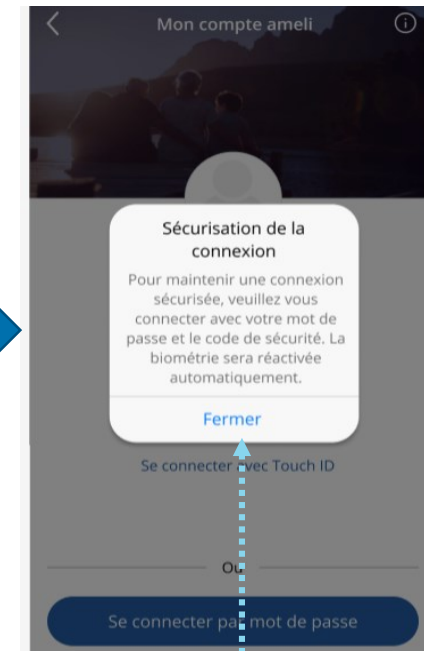 Mon compte ameli
Sécurisation de la
connexion
Pour maintenir une connexion
sécurisée, veuillez vous
connecter avec votre mot de
passe et le code de sécurité. La
biométrie sera réactivée
automatiquement.
Fermer
Se connecter avec Touch ID
Ou
Se connecter par mot de passe